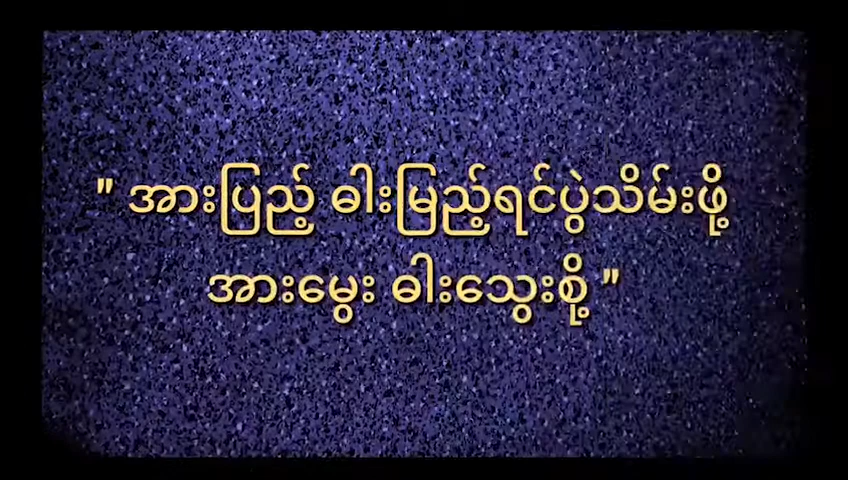 " အားပြည့် ဓါးမြည့်ရင်ပွဲသိမ်းဖို့
အားမွေး ဓါးသွေးစို့ "